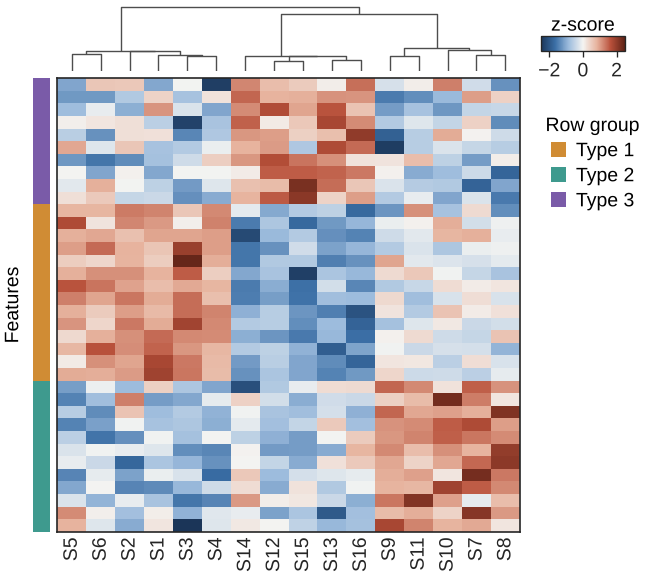 z-score
−2 0 2
Row group
Type 1
Type 2
Type 3
Features
S5 S6 S2 S1 S3 S4 S14 S12 S15 S13 S16 S9 S11 S10 S7 S8